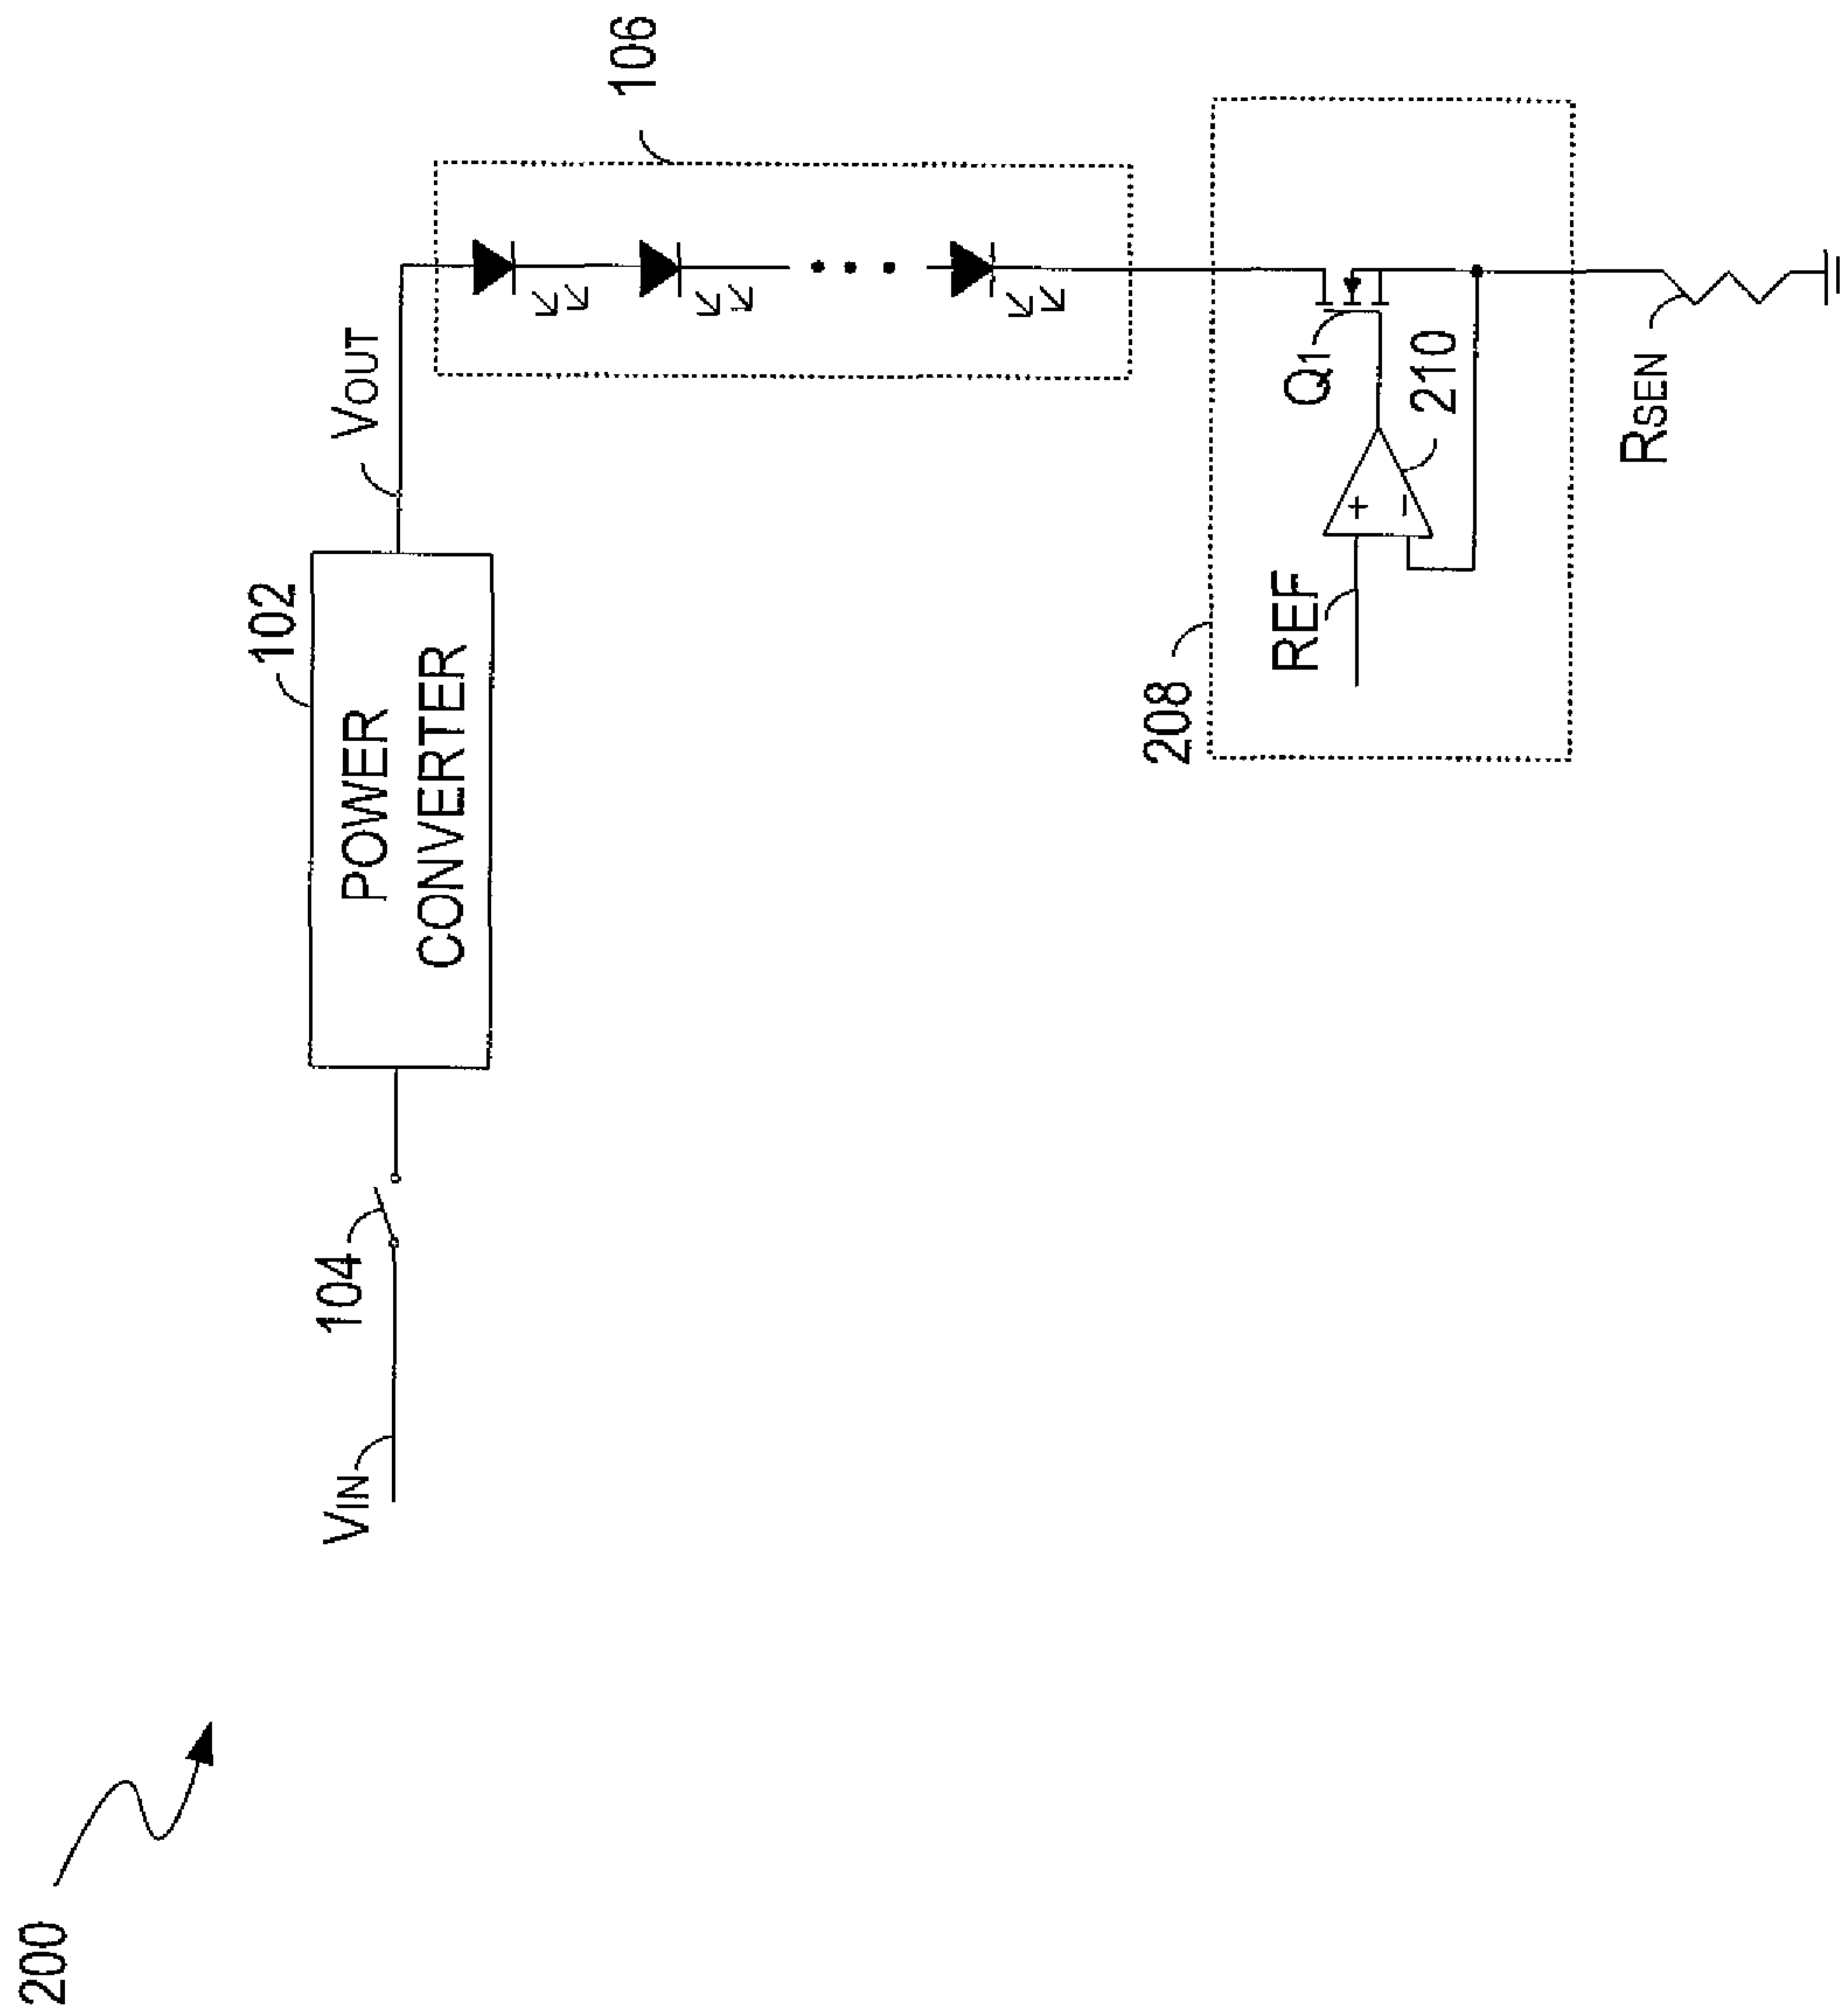 200
VIN
104
102
POWER
CONVERTER
VOUT
106
208
REF
+
−
Q1
210
RSEN